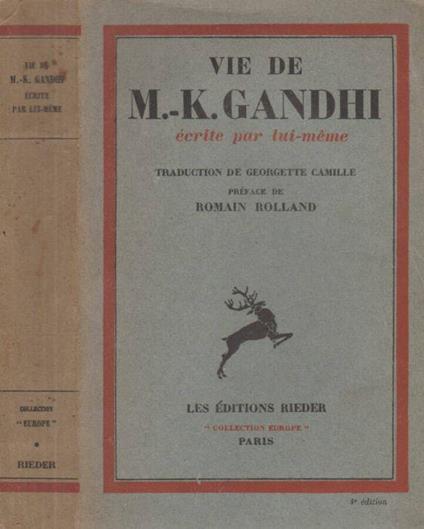 VIE DE
M.-K. GANDHI
ÉCRITE
PAR LUI-MÊME
COLLECTION
"EUROPE"
RIEDER
VIE DE
M.-K. GANDHI
écrite par lui-même
TRADUCTION DE GEORGETTE CAMILLE
PRÉFACE DE
ROMAIN ROLLAND
LES ÉDITIONS RIEDER
"COLLECTION EUROPE"
PARIS
4e édition